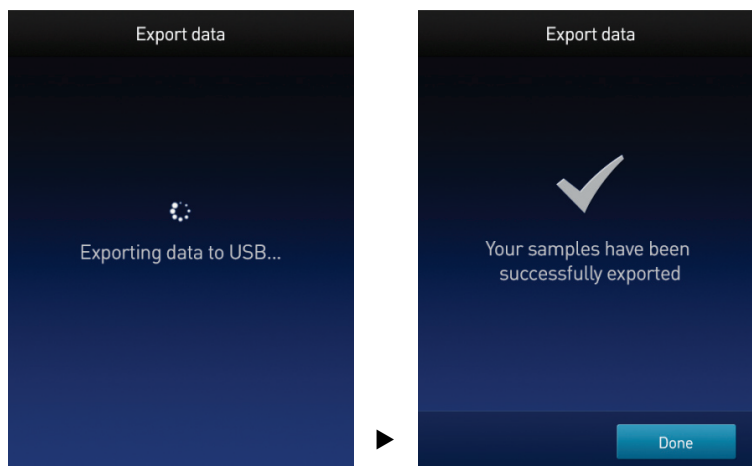 Export data
Exporting data to USB...
Export data
Your samples have been
successfully exported
Done